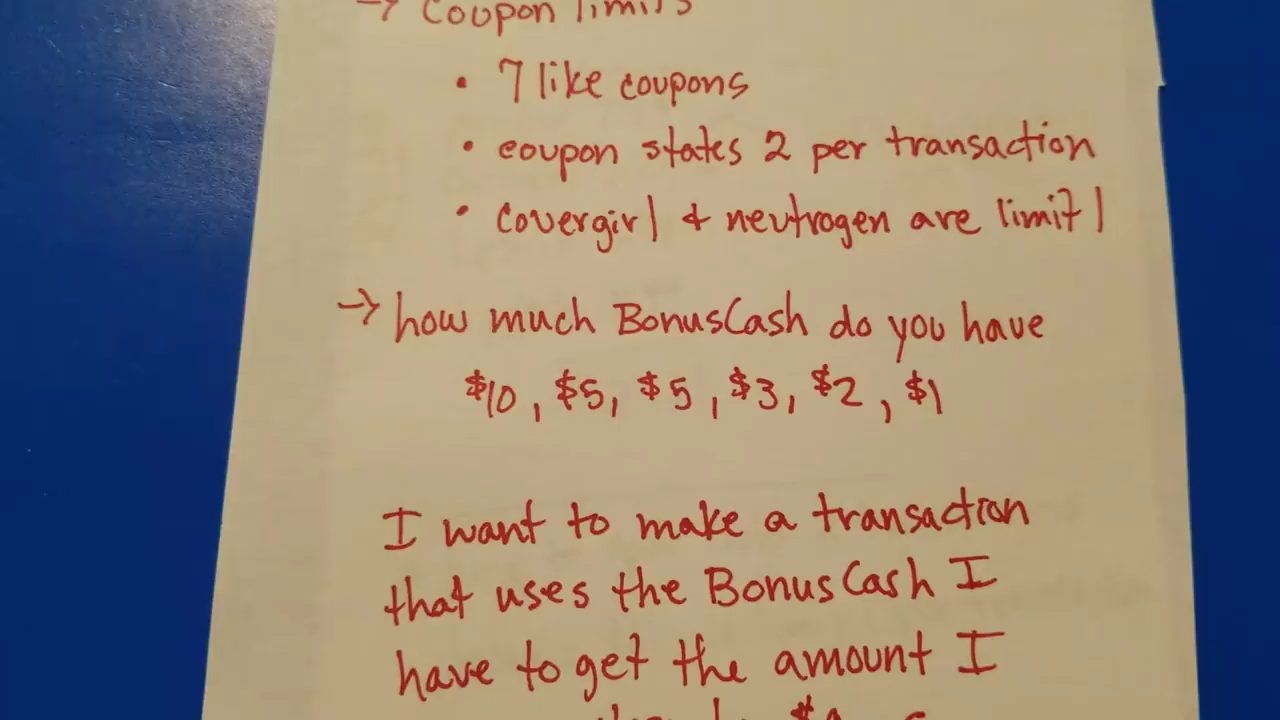 → Coupon limits
• 7 like coupons
• coupon states 2 per transaction
• covergirl & neutrogen are limit 1
→ how much BonusCash do you have
$10, $5, $5, $3, $2, $1
I want to make a transaction
that uses the BonusCash I
have to get the amount I